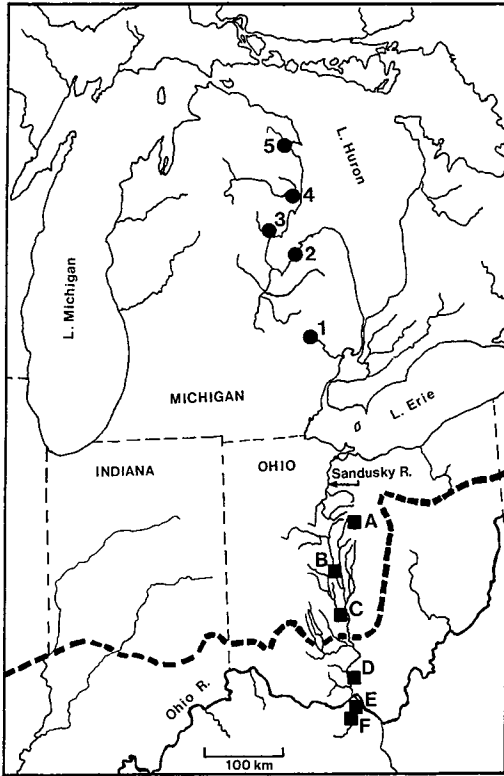 5
L. Huron
4
3
2
L. Michigan
1
MICHIGAN
L. Erie
INDIANA
OHIO
Sandusky R.
A
B
C
D
Ohio R.
E
F
100 km